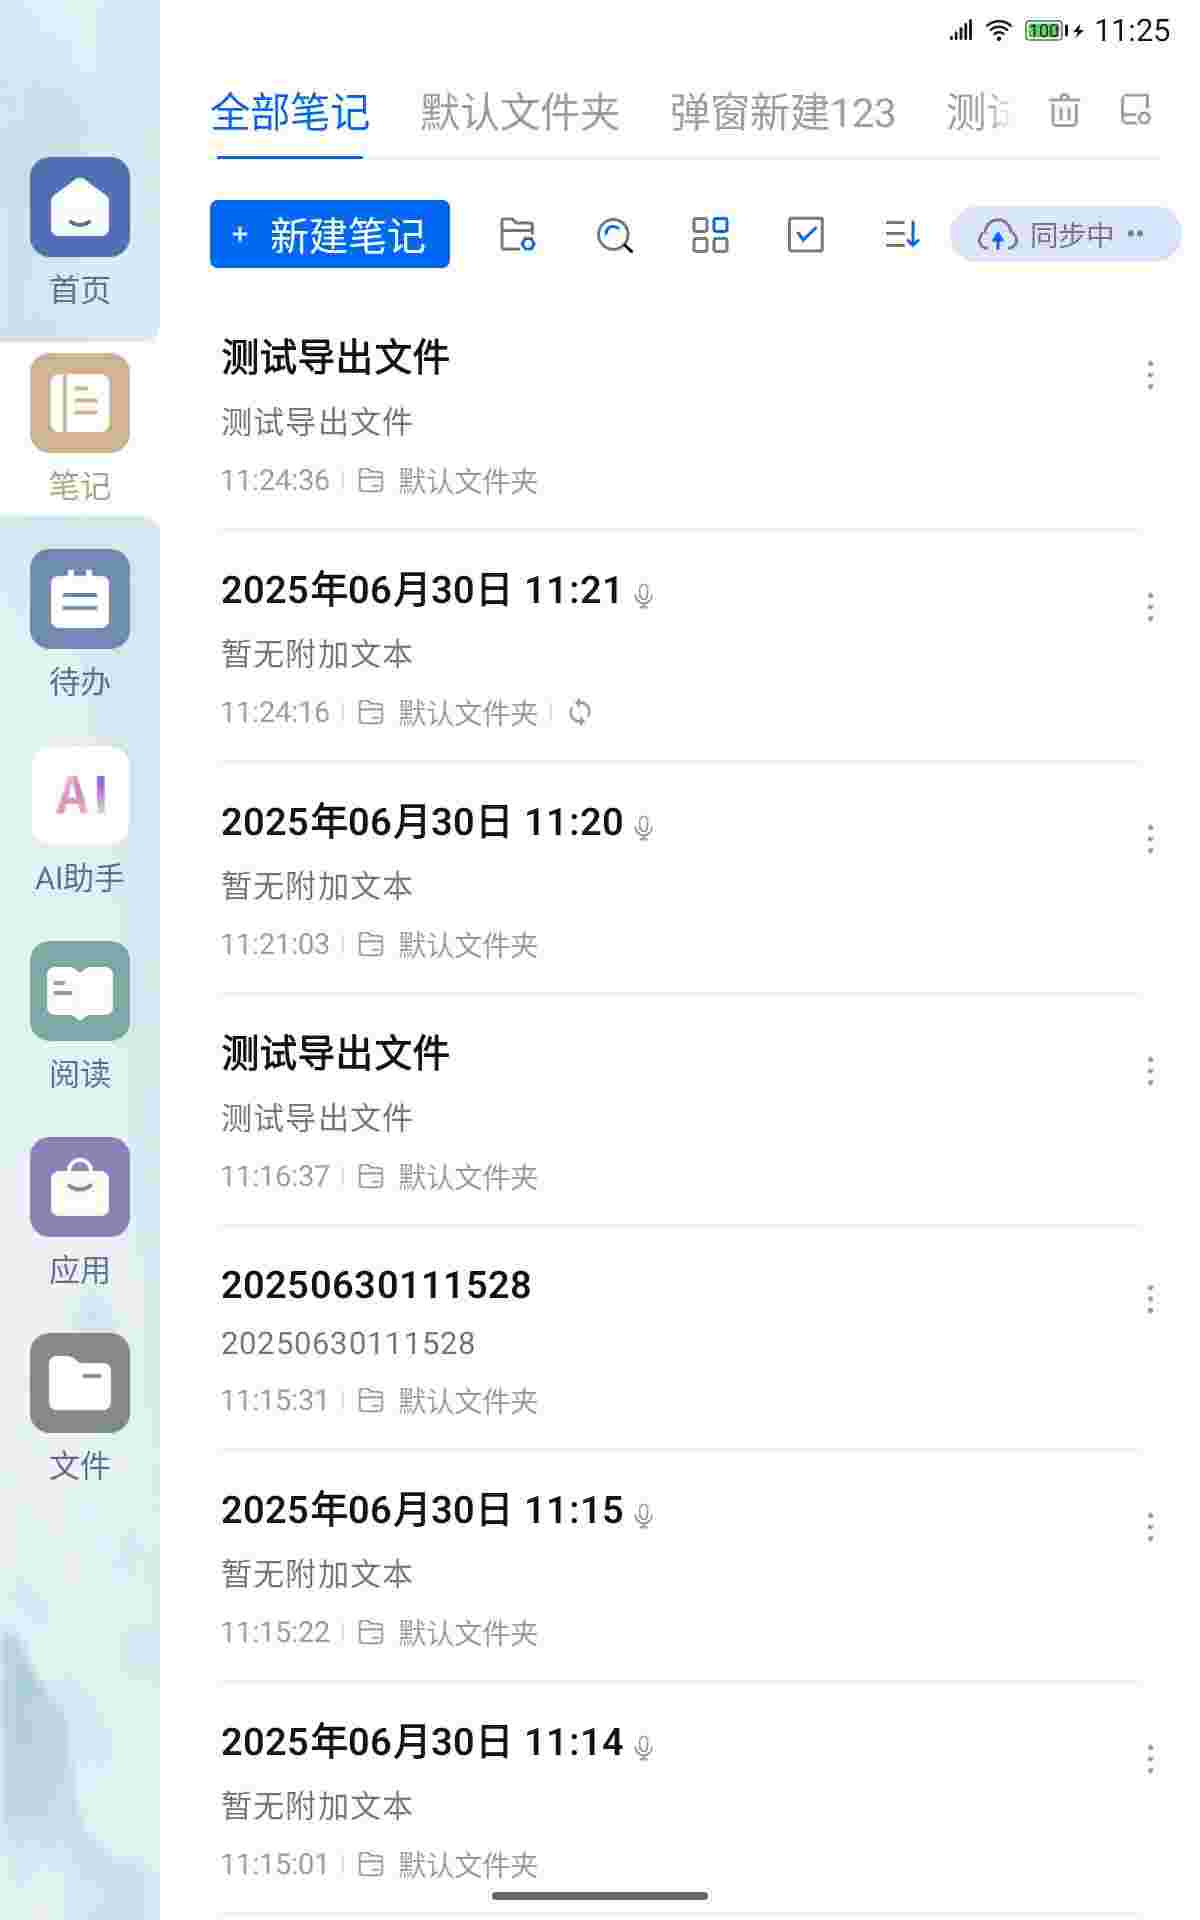 100 11:25
全部笔记 默认文件夹 弹窗新建123 测试
+ 新建笔记 同步中
首页
笔记
待办
AI
AI助手
阅读
应用
文件
测试导出文件
测试导出文件
11:24:36 默认文件夹
2025年06月30日 11:21
暂无附加文本
11:24:16 默认文件夹
2025年06月30日 11:20
暂无附加文本
11:21:03 默认文件夹
测试导出文件
测试导出文件
11:16:37 默认文件夹
20250630111528
20250630111528
11:15:31 默认文件夹
2025年06月30日 11:15
暂无附加文本
11:15:22 默认文件夹
2025年06月30日 11:14
暂无附加文本
11:15:01 默认文件夹